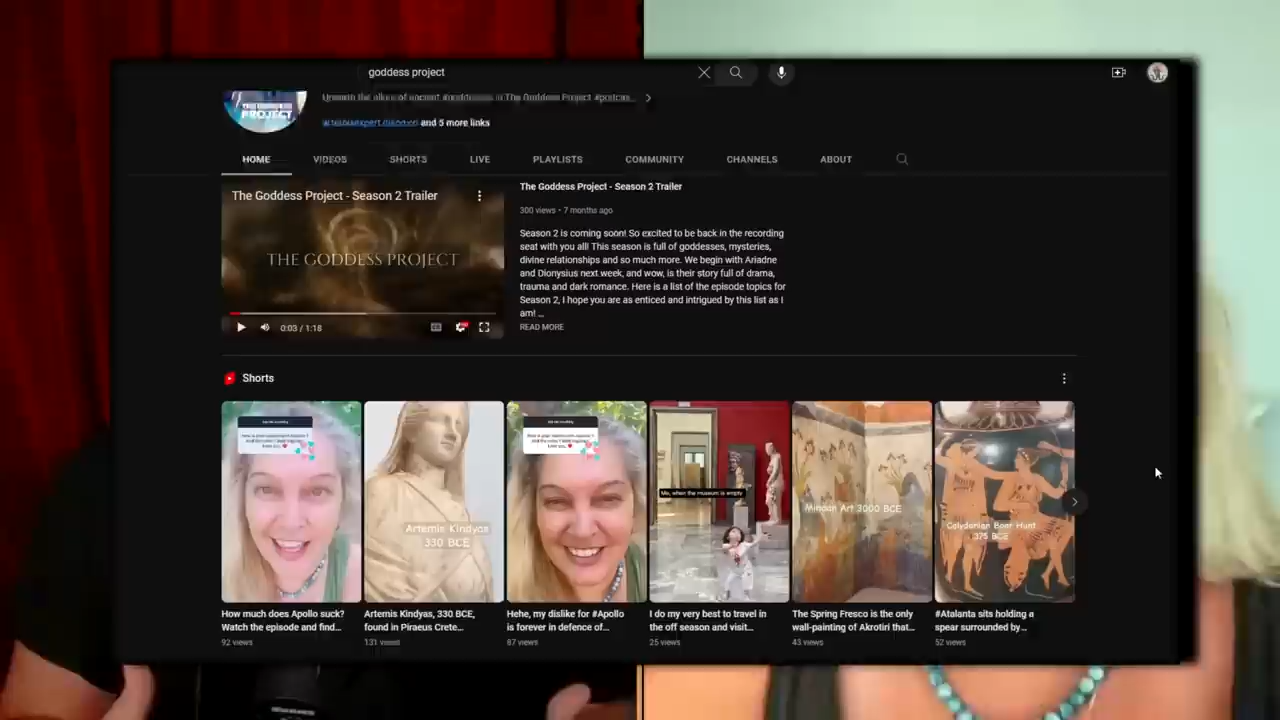 goddess project
PROJECT
and 5 more links
HOME
VIDEOS
SHORTS
LIVE
PLAYLISTS
COMMUNITY
CHANNELS
ABOUT
The Goddess Project - Season 2 Trailer
THE GODDESS PROJECT
0:03 / 1:18
The Goddess Project - Season 2 Trailer
300 views • 7 months ago
Season 2 is coming soon! So excited to be back in the recording
seat with you all! This season is full of goddesses, mysteries,
divine relationships and so much more. We begin with Ariadne
and Dionysius next week, and wow, is their story full of drama,
trauma and dark romance. Here is a list of the episode topics for
Season 2, I hope you are as enticed and intrigued by this list as I
am! ...
READ MORE
Shorts
Artemis Kindyas
330 BCE
Me, when the museum is empty
Minoan Art 3000 BCE
Calydonian Boar Hunt
375 BCE
How much does Apollo suck?
Watch the episode and find...
92 views
Artemis Kindyas, 330 BCE,
found in Piraeus Crete...
131 views
Hehe, my dislike for #Apollo
is forever in defence of...
87 views
I do my very best to travel in
the off season and visit...
25 views
The Spring Fresco is the only
wall-painting of Akrotiri that...
43 views
#Atalanta sits holding a
spear surrounded by...
52 views